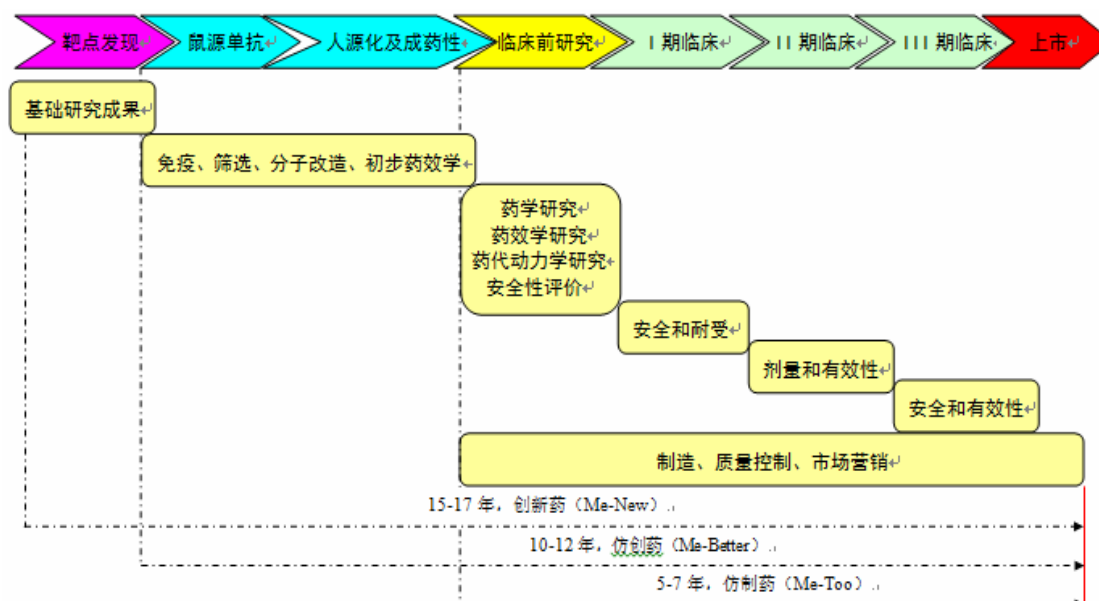 靶点发现
鼠源单抗
人源化及成药性
临床前研究
I 期临床
II 期临床
III 期临床
上市
基础研究成果
免疫、筛选、分子改造、初步药效学
药学研究
药效学研究
药代动力学研究
安全性评价
安全和耐受
剂量和有效性
安全和有效性
制造、质量控制、市场营销
15-17 年，创新药（Me-New）.
10-12 年，仿创药（Me-Better）.
5-7 年，仿制药（Me-Too）.